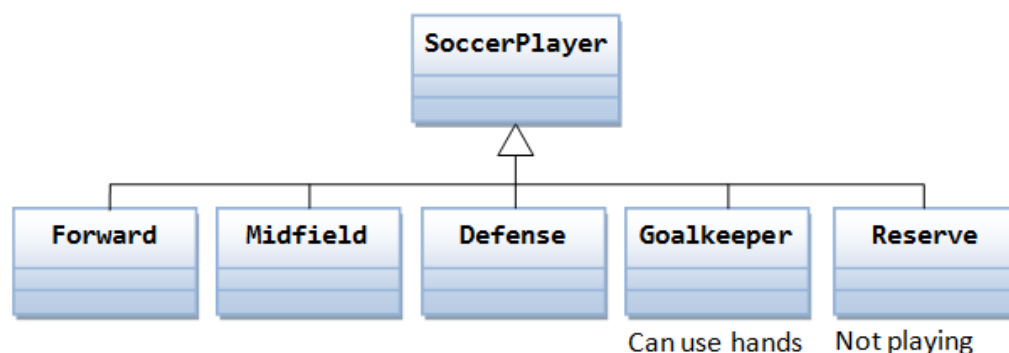 SoccerPlayer
Forward
Midfield
Defense
Goalkeeper
Reserve
Can use hands
Not playing